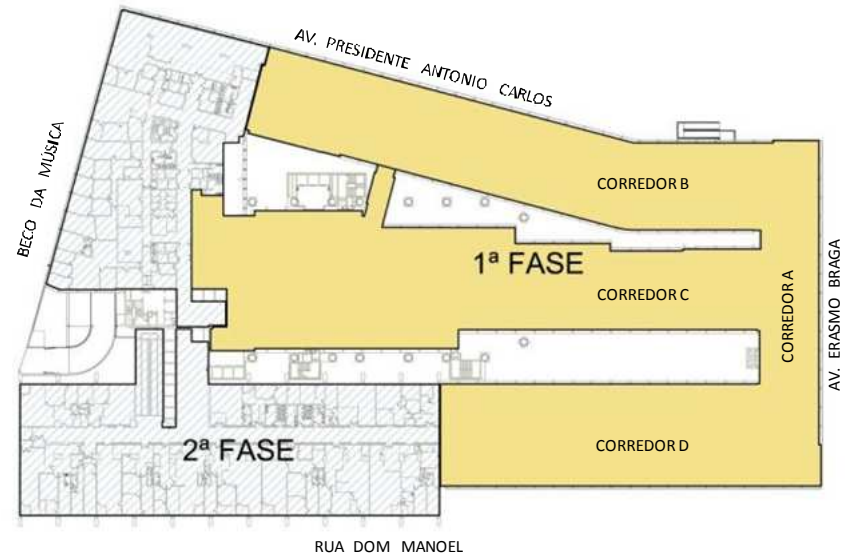 AV. PRESIDENTE ANTONIO CARLOS
BECO DA MÚSICA
CORREDOR B
1ª FASE
CORREDOR C
CORREDOR A
AV. ERASMO BRAGA
CORREDOR D
2ª FASE
RUA DOM MANOEL